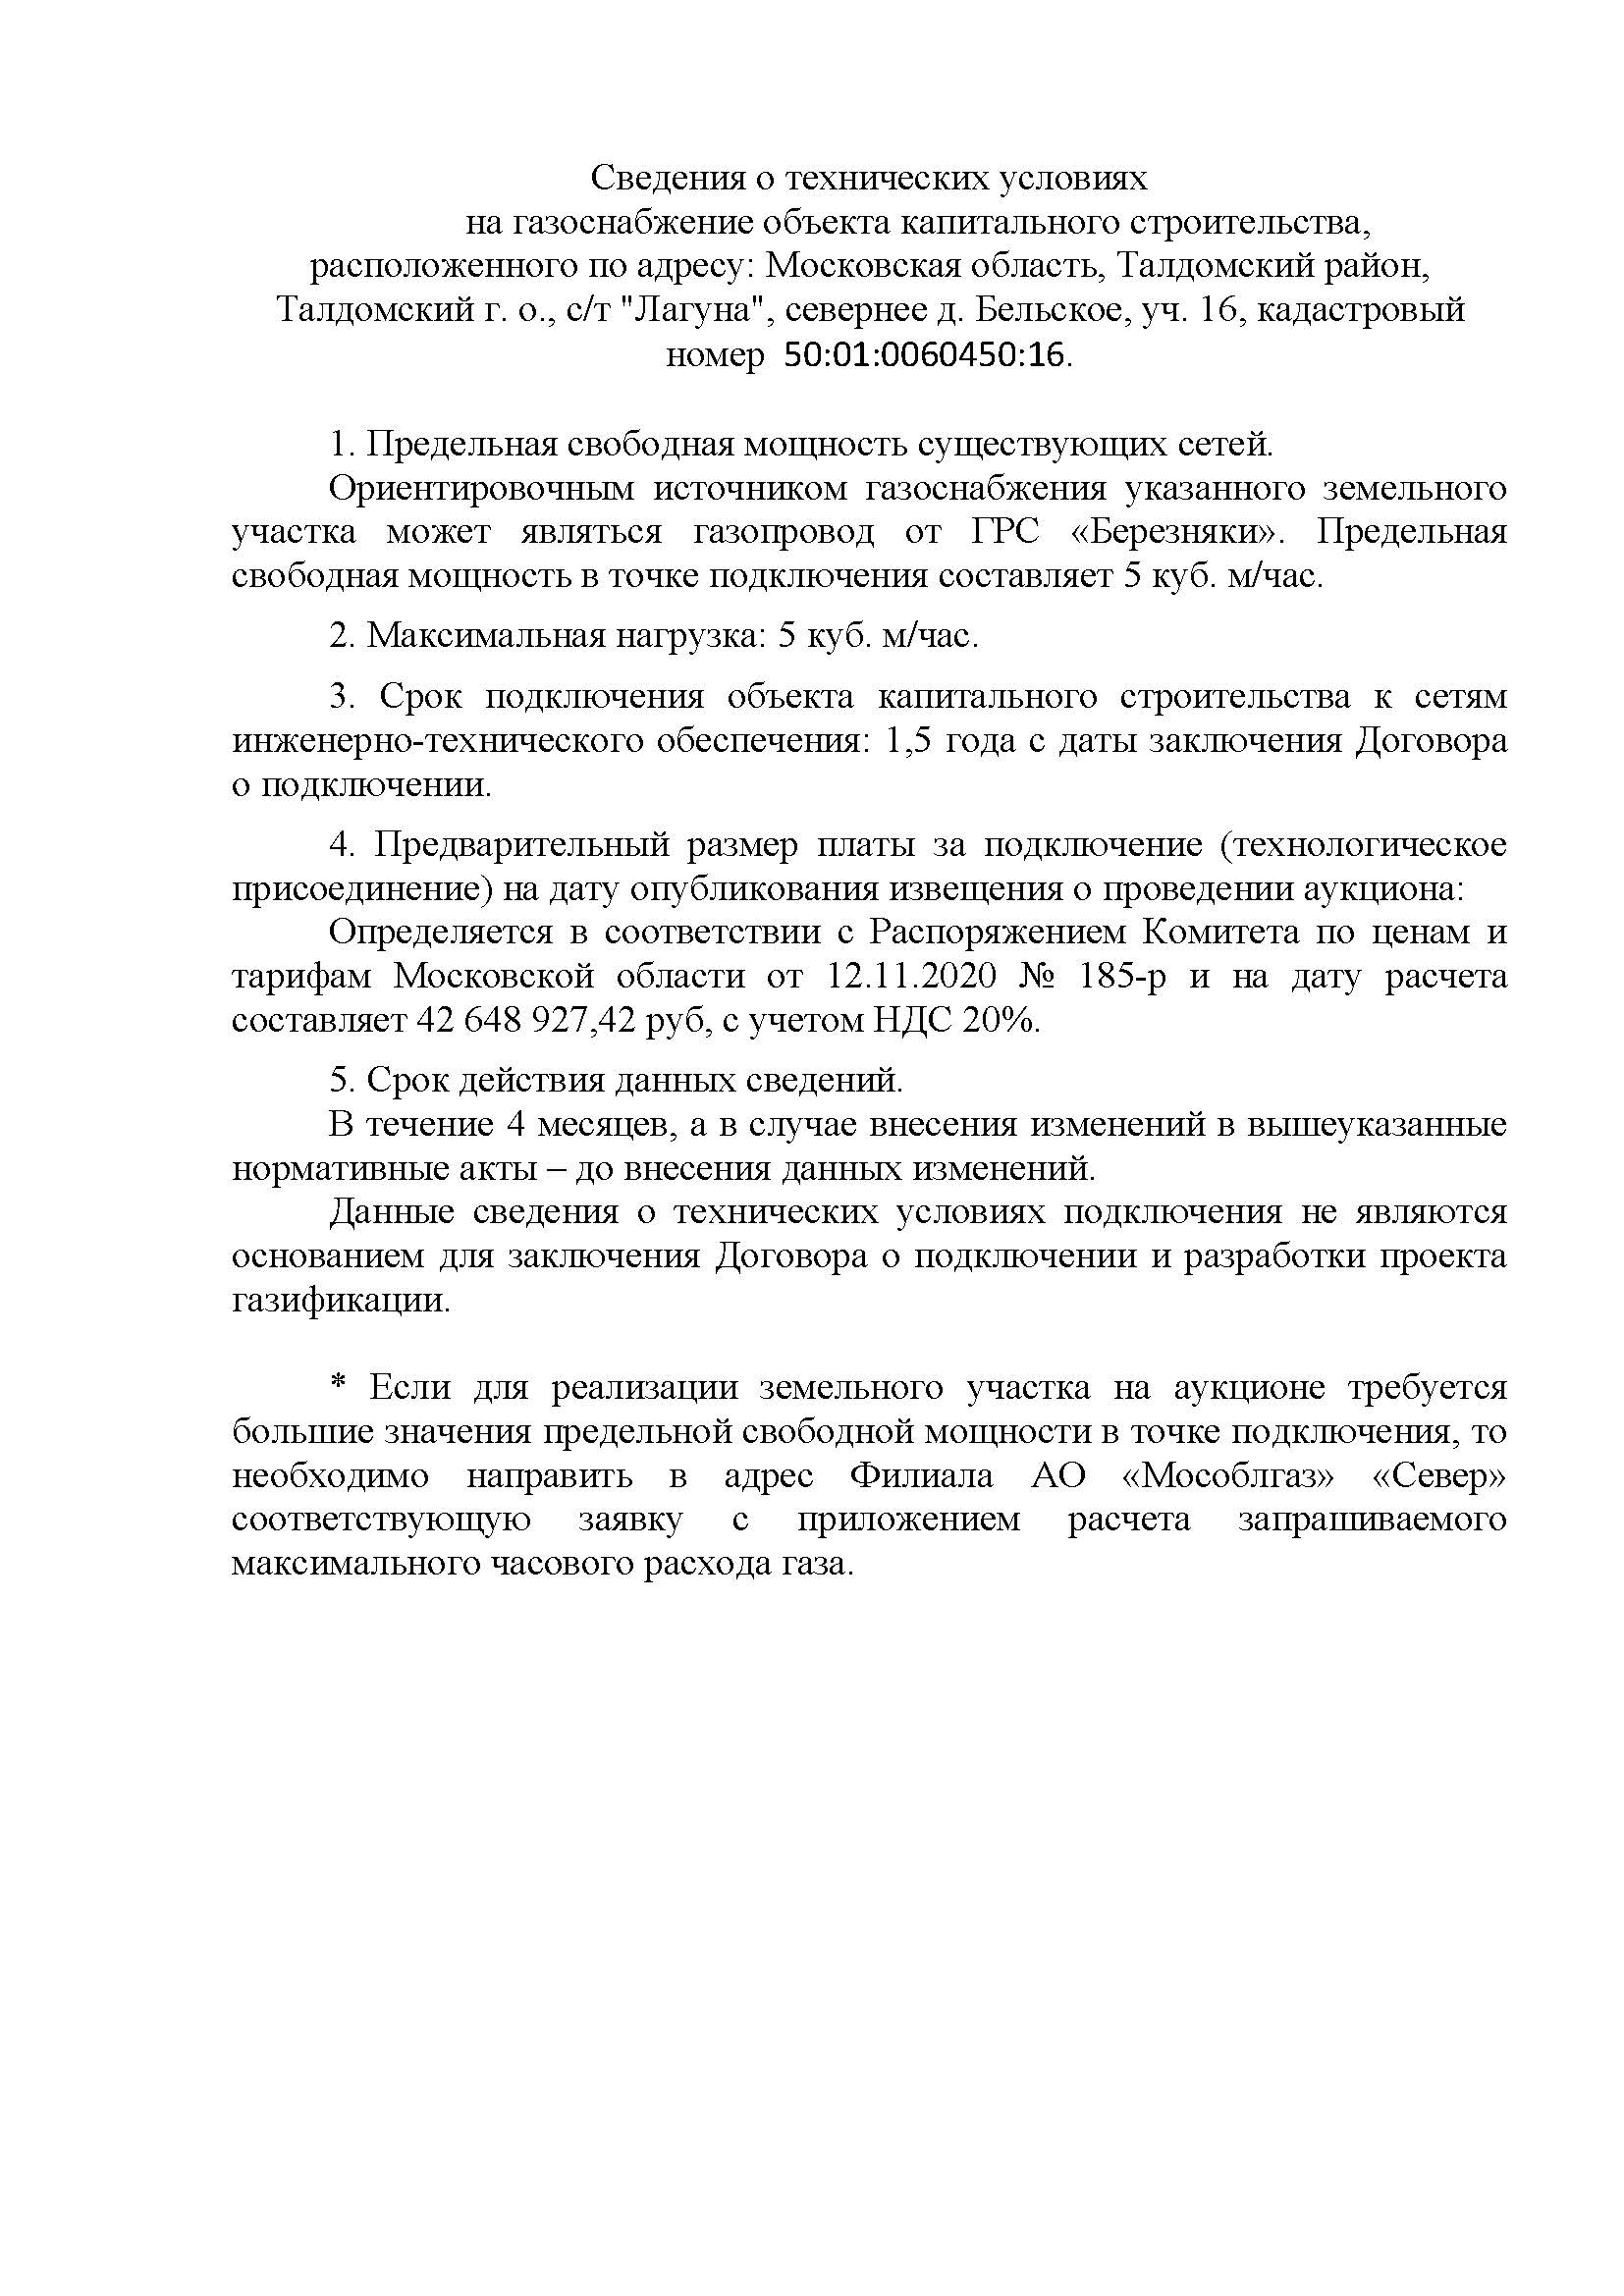 Сведения о технических условиях
на газоснабжение объекта капитального строительства,
расположенного по адресу: Московская область, Талдомский район,
Талдомский г. о., с/т "Лагуна", севернее д. Бельское, уч. 16, кадастровый
номер 50:01:0060450:16.
1. Предельная свободная мощность существующих сетей.
Ориентировочным источником газоснабжения указанного земельного
участка может являться газопровод от ГРС «Березняки». Предельная
свободная мощность в точке подключения составляет 5 куб. м/час.
2. Максимальная нагрузка: 5 куб. м/час.
3. Срок подключения объекта капитального строительства к сетям
инженерно-технического обеспечения: 1,5 года с даты заключения Договора
о подключении.
4. Предварительный размер платы за подключение (технологическое
присоединение) на дату опубликования извещения о проведении аукциона:
Определяется в соответствии с Распоряжением Комитета по ценам и
тарифам Московской области от 12.11.2020 № 185-р и на дату расчета
составляет 42 648 927,42 руб, с учетом НДС 20%.
5. Срок действия данных сведений.
В течение 4 месяцев, а в случае внесения изменений в вышеуказанные
нормативные акты – до внесения данных изменений.
Данные сведения о технических условиях подключения не являются
основанием для заключения Договора о подключении и разработки проекта
газификации.
* Если для реализации земельного участка на аукционе требуется
большие значения предельной свободной мощности в точке подключения, то
необходимо направить в адрес Филиала АО «Мособлгаз» «Север»
соответствующую заявку с приложением расчета запрашиваемого
максимального часового расхода газа.